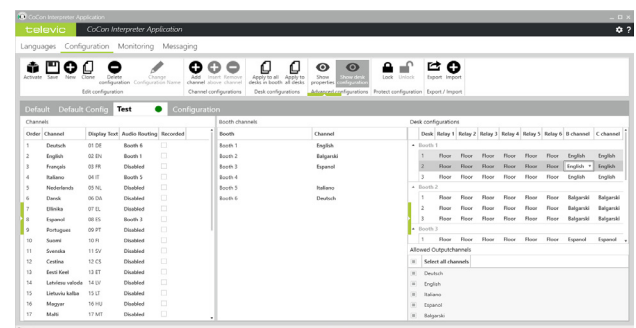 CoCon Interpreter Application
televic CoCon Interpreter Application ?
Languages Configuration Monitoring Messaging
Activate Save New Clone Delete configuration Change Configuration Name Add channel Insert above Remove channel Apply to all desks in booth Apply to all desks Show properties Show desk configuration Lock Unlock Export Import
Edit configuration Channel configurations Desk configurations Advanced configurations Protect configuration Export / Import
Default Default Config Test Configuration
Channels Booth channels Desk configurations
Order Channel Display Text Audio Routing Recorded
1 Deutsch 01 DE Booth 6
2 English 02 EN Booth 1
3 Français 03 FR Disabled
4 Italiano 04 IT Booth 5
5 Nederlands 05 NL Disabled
6 Dansk 06 DA Disabled
7 Ellinika 07 EL Disabled
8 Espanol 08 ES Booth 3
9 Portugues 09 PT Disabled
10 Suomi 10 FI Disabled
11 Svenska 11 SV Disabled
12 Cestina 12 CS Disabled
13 Eesti Keel 13 ET Disabled
14 Latviesu valoda 14 LV Disabled
15 Lietuviu kalba 15 LT Disabled
16 Magyar 16 HU Disabled
17 Malti 17 MT Disabled
Booth Channel
Booth 1 English
Booth 2 Balgarski
Booth 3 Espanol
Booth 4
Booth 5 Italiano
Booth 6 Deutsch
Desk Relay 1 Relay 2 Relay 3 Relay 4 Relay 5 Relay 6 B channel C channel
Booth 1
1 Floor Floor Floor Floor Floor Floor English English
2 Floor Floor Floor Floor Floor Floor English English
3 Floor Floor Floor Floor Floor Floor English English
Booth 2
1 Floor Floor Floor Floor Floor Floor Balgarski Balgarski
2 Floor Floor Floor Floor Floor Floor Balgarski Balgarski
3 Floor Floor Floor Floor Floor Floor Balgarski Balgarski
Booth 3
1 Floor Floor Floor Floor Floor Floor Espanol Espanol
Allowed Outputchannels
Select all channels
Deutsch
English
Italiano
Espanol
Balgarski